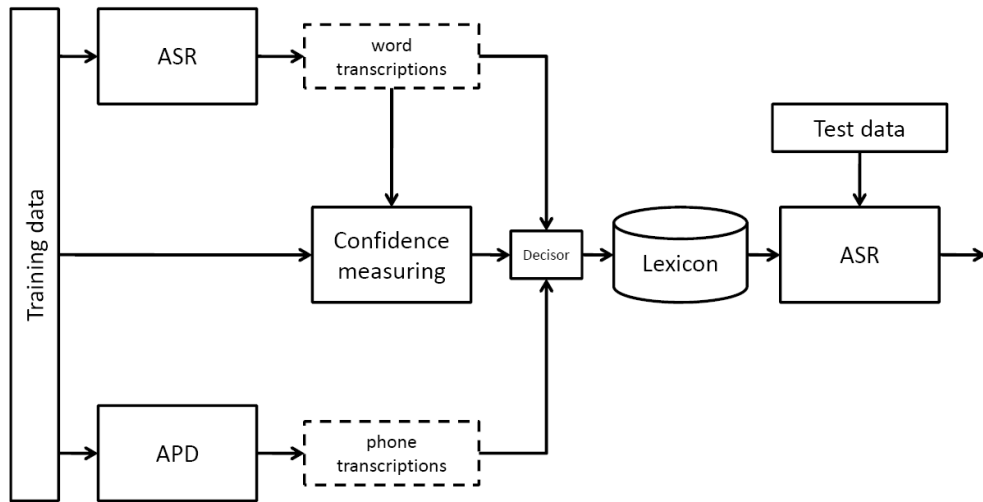 Training data
ASR
word
transcriptions
Test data
Confidence
measuring
Decisor
Lexicon
ASR
APD
phone
transcriptions